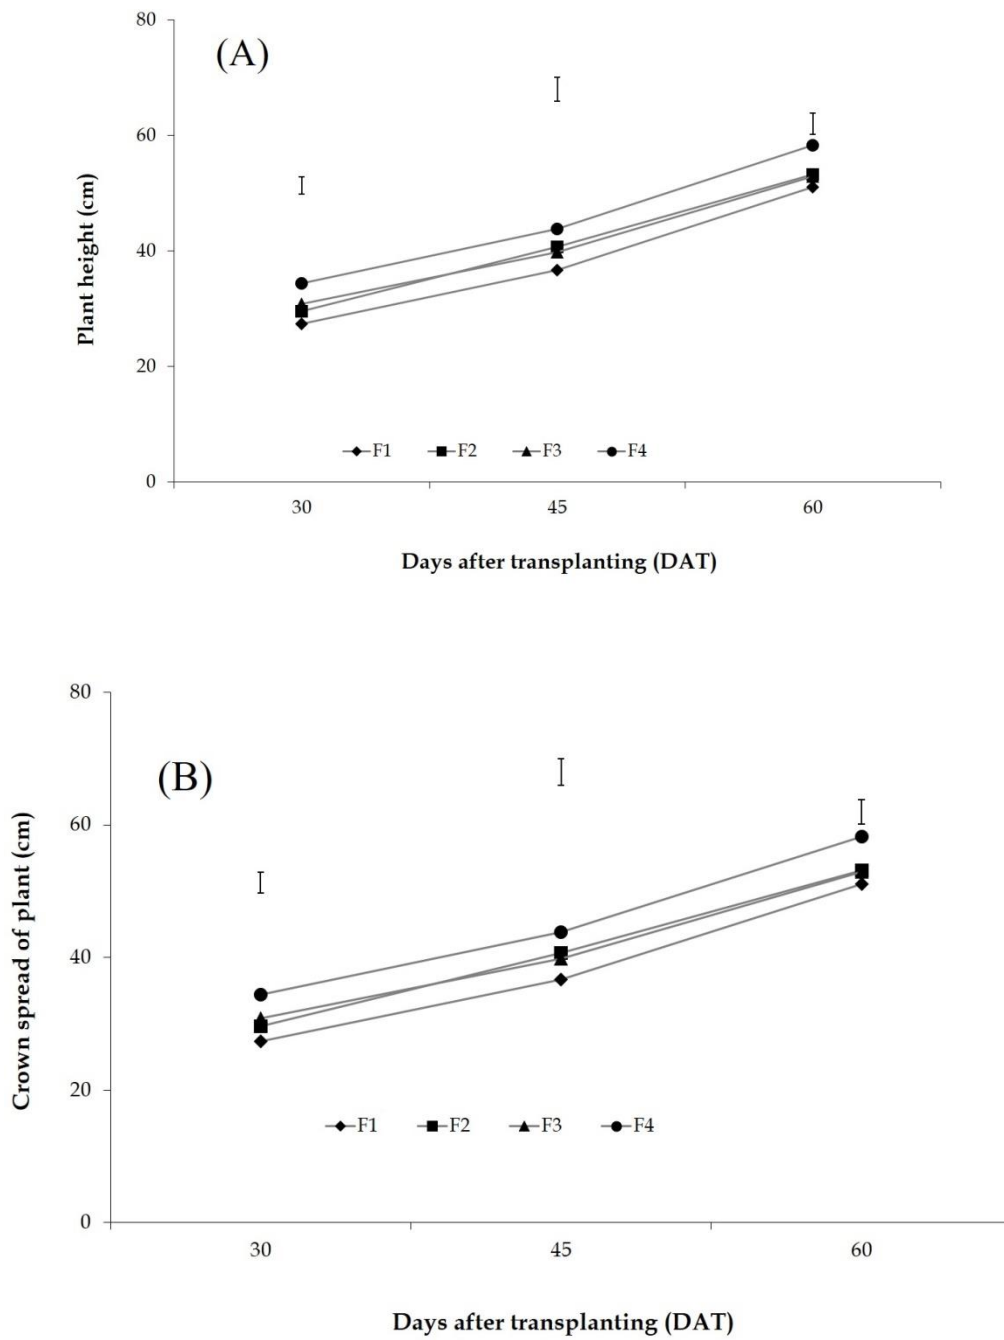 80
(A)
60
40
20
0
Plant height (cm)
F1 F2 F3 F4
30 45 60
Days after transplanting (DAT)
80
(B)
60
40
20
0
Crown spread of plant (cm)
F1 F2 F3 F4
30 45 60
Days after transplanting (DAT)